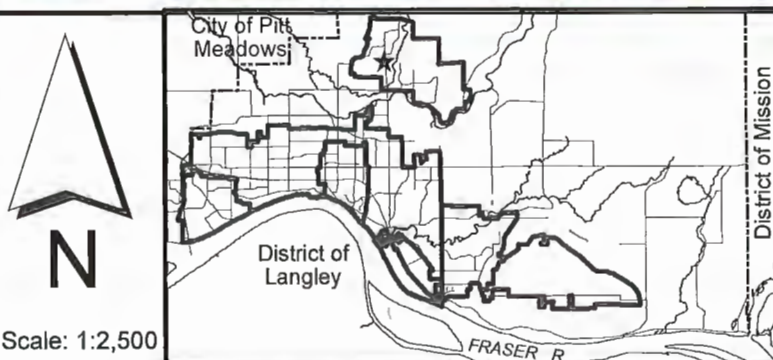 City of Pitt
Meadows
District of Mission
District of
Langley
N
Scale: 1:2,500
FRASER R.